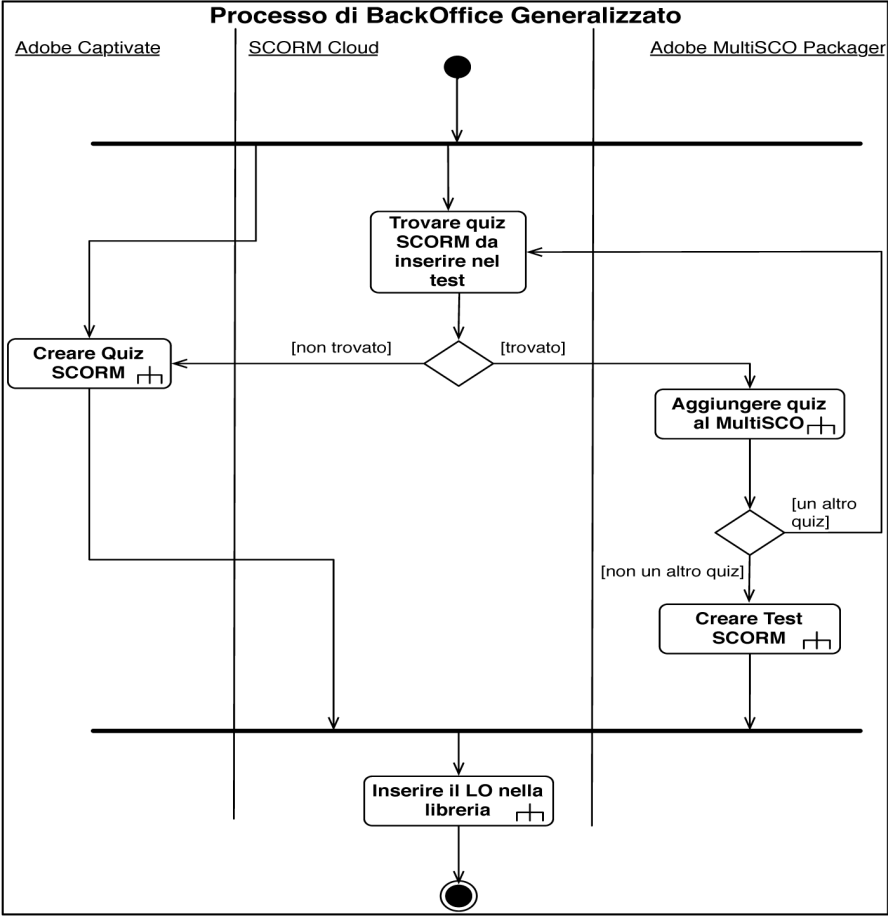 Processo di BackOffice Generalizzato
Adobe Captivate
SCORM Cloud
Adobe MultiSCO Packager
Trovare quiz
SCORM da
inserire nel
test
[non trovato]
[trovato]
Creare Quiz
SCORM
Aggiungere quiz
al MultiSCO
[un altro
quiz]
[non un altro quiz]
Creare Test
SCORM
Inserire il LO nella
libreria